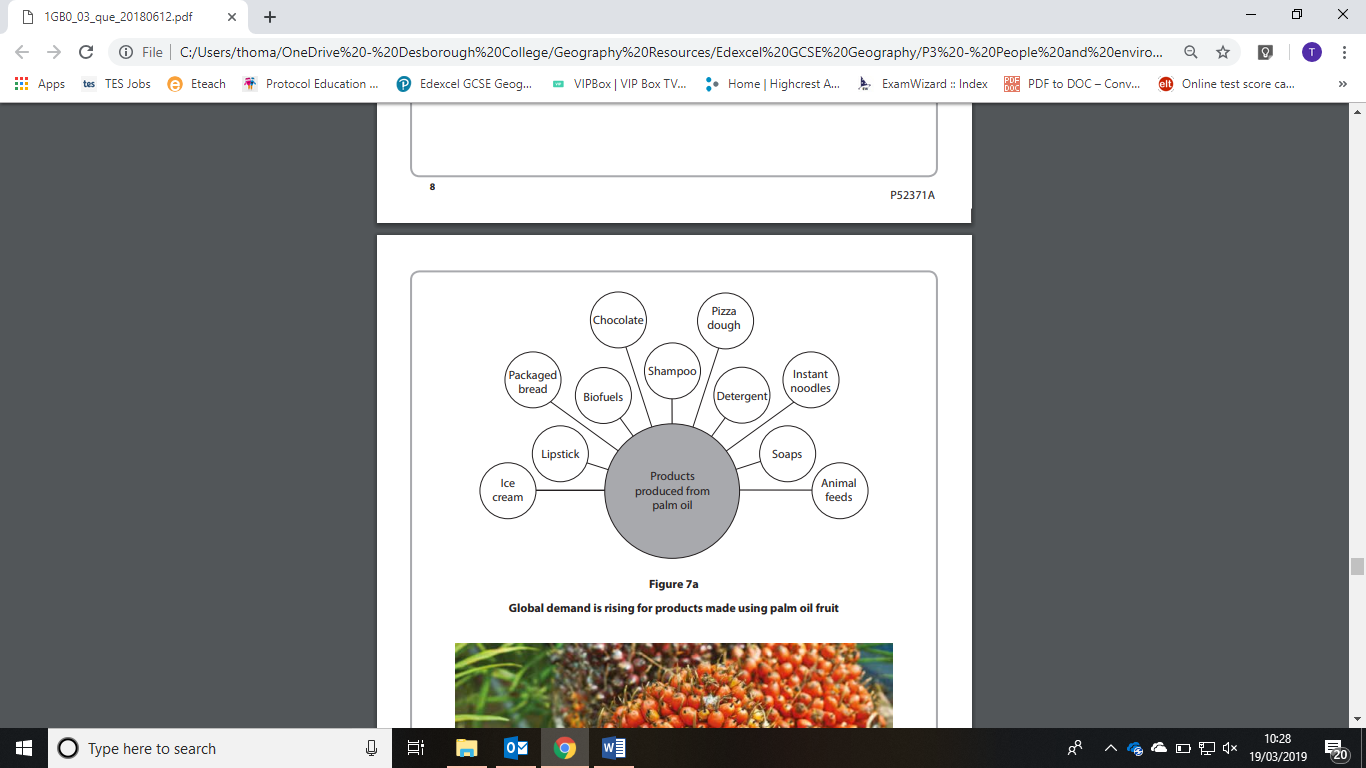 1GB0_03_que_20180612.pdf
File
C:/Users/thoma/OneDrive%20-%20Desborough%20College/Geography%20Resources/Edexcel%20GCSE%20Geography/P3%20-%20People%20and%20enviro...
T
Apps
tes TES Jobs
Eteach
Protocol Education ...
Edexcel GCSE Geog...
VIPBox | VIP Box TV...
Home | Highcrest A...
ExamWizard :: Index
PDF DOC PDF to DOC – Conv...
elt Online test score ca...
»
8
P52371A
Chocolate
Pizza
dough
Packaged
bread
Biofuels
Shampoo
Detergent
Instant
noodles
Lipstick
Soaps
Ice
cream
Products
produced from
palm oil
Animal
feeds
Figure 7a
Global demand is rising for products made using palm oil fruit
Type here to search
10:28
19/03/2019
20